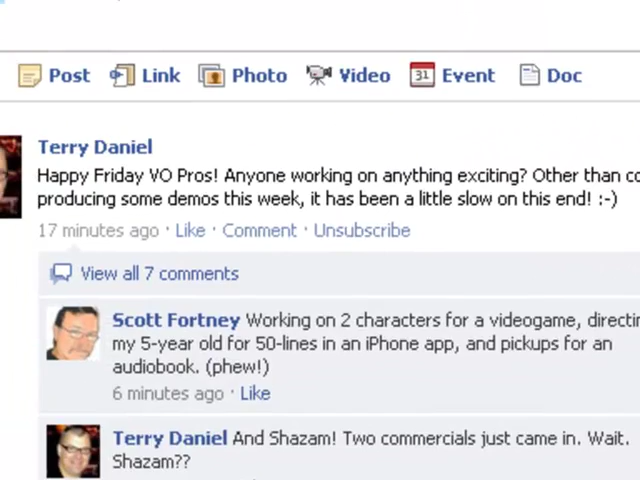 Post Link Photo Video 31 Event Doc
Terry Daniel
Happy Friday VO Pros! Anyone working on anything exciting? Other than
producing some demos this week, it has been a little slow on this end! :-)
17 minutes ago · Like · Comment · Unsubscribe
View all 7 comments
Scott Fortney Working on 2 characters for a videogame,
my 5-year old for 50-lines in an iPhone app, and pickups for an
audiobook. (phew!)
6 minutes ago · Like
Terry Daniel And Shazam! Two commercials just came in. Wait.
Shazam??